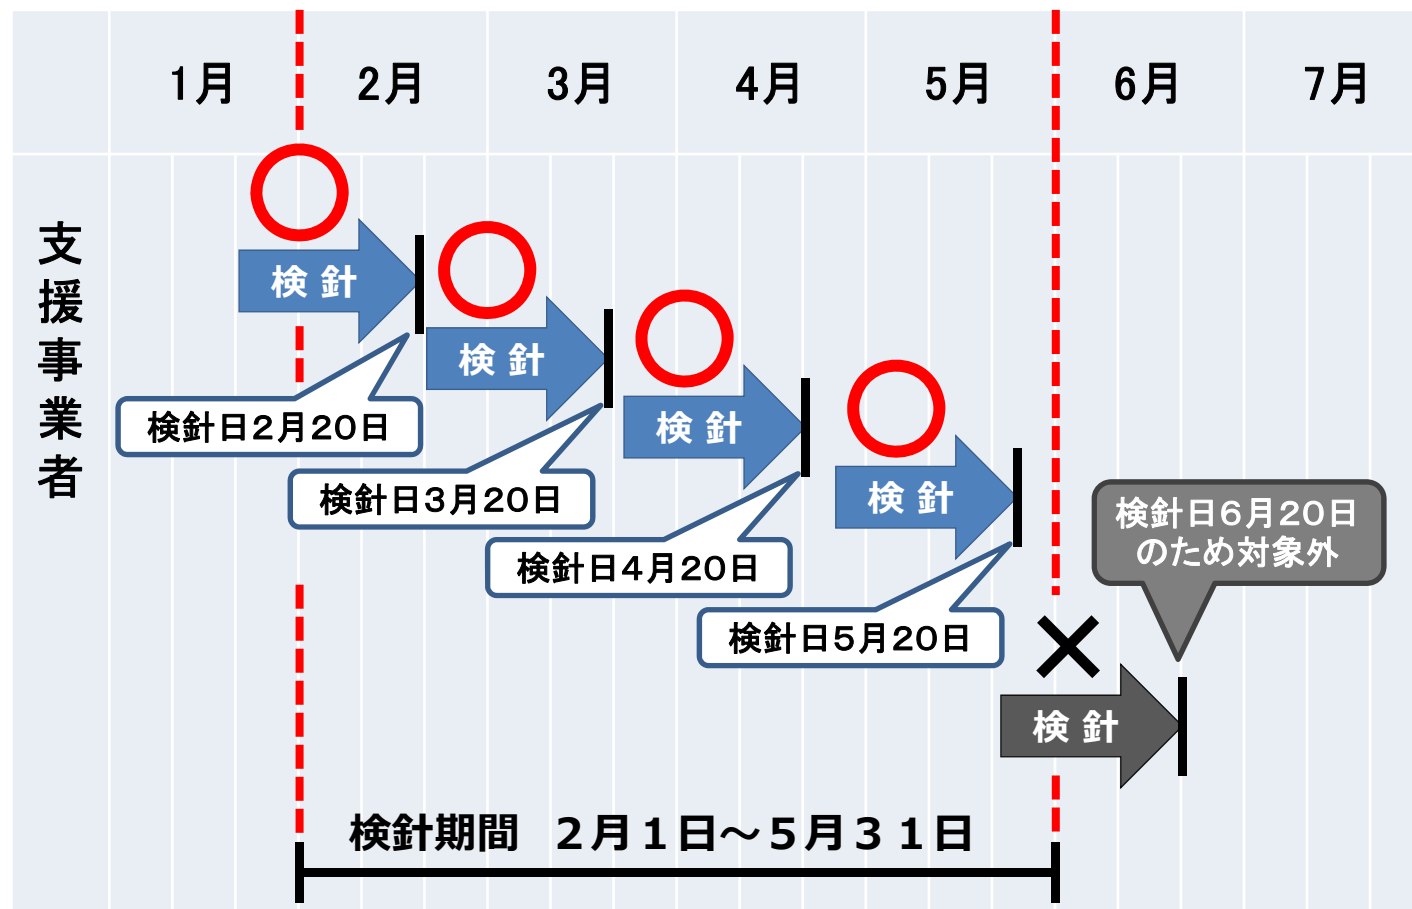 1月 2月 3月 4月 5月 6月 7月
支援事業者
検 針
検針日2月20日
検 針
検針日3月20日
検 針
検針日4月20日
検 針
検針日5月20日
検針日6月20日
のため対象外
検 針
検針期間　２月１日～５月３１日